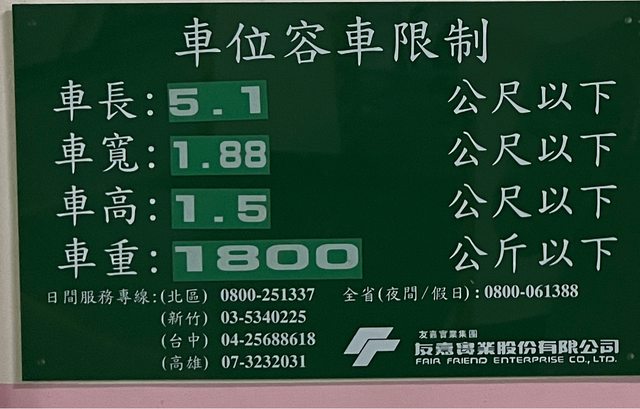 車位容車限制
車長:5.1 公尺以下
車寬:1.88 公尺以下
車高:1.5 公尺以下
車重:1800 公斤以下
日間服務專線:(北區) 0800-251337 全省(夜間/假日):0800-061388
(新竹) 03-5340225
(台中) 04-25688618
(高雄) 07-3232031
友嘉實業集團
友嘉實業股份有限公司
FAIR FRIEND ENTERPRISE CO., LTD.